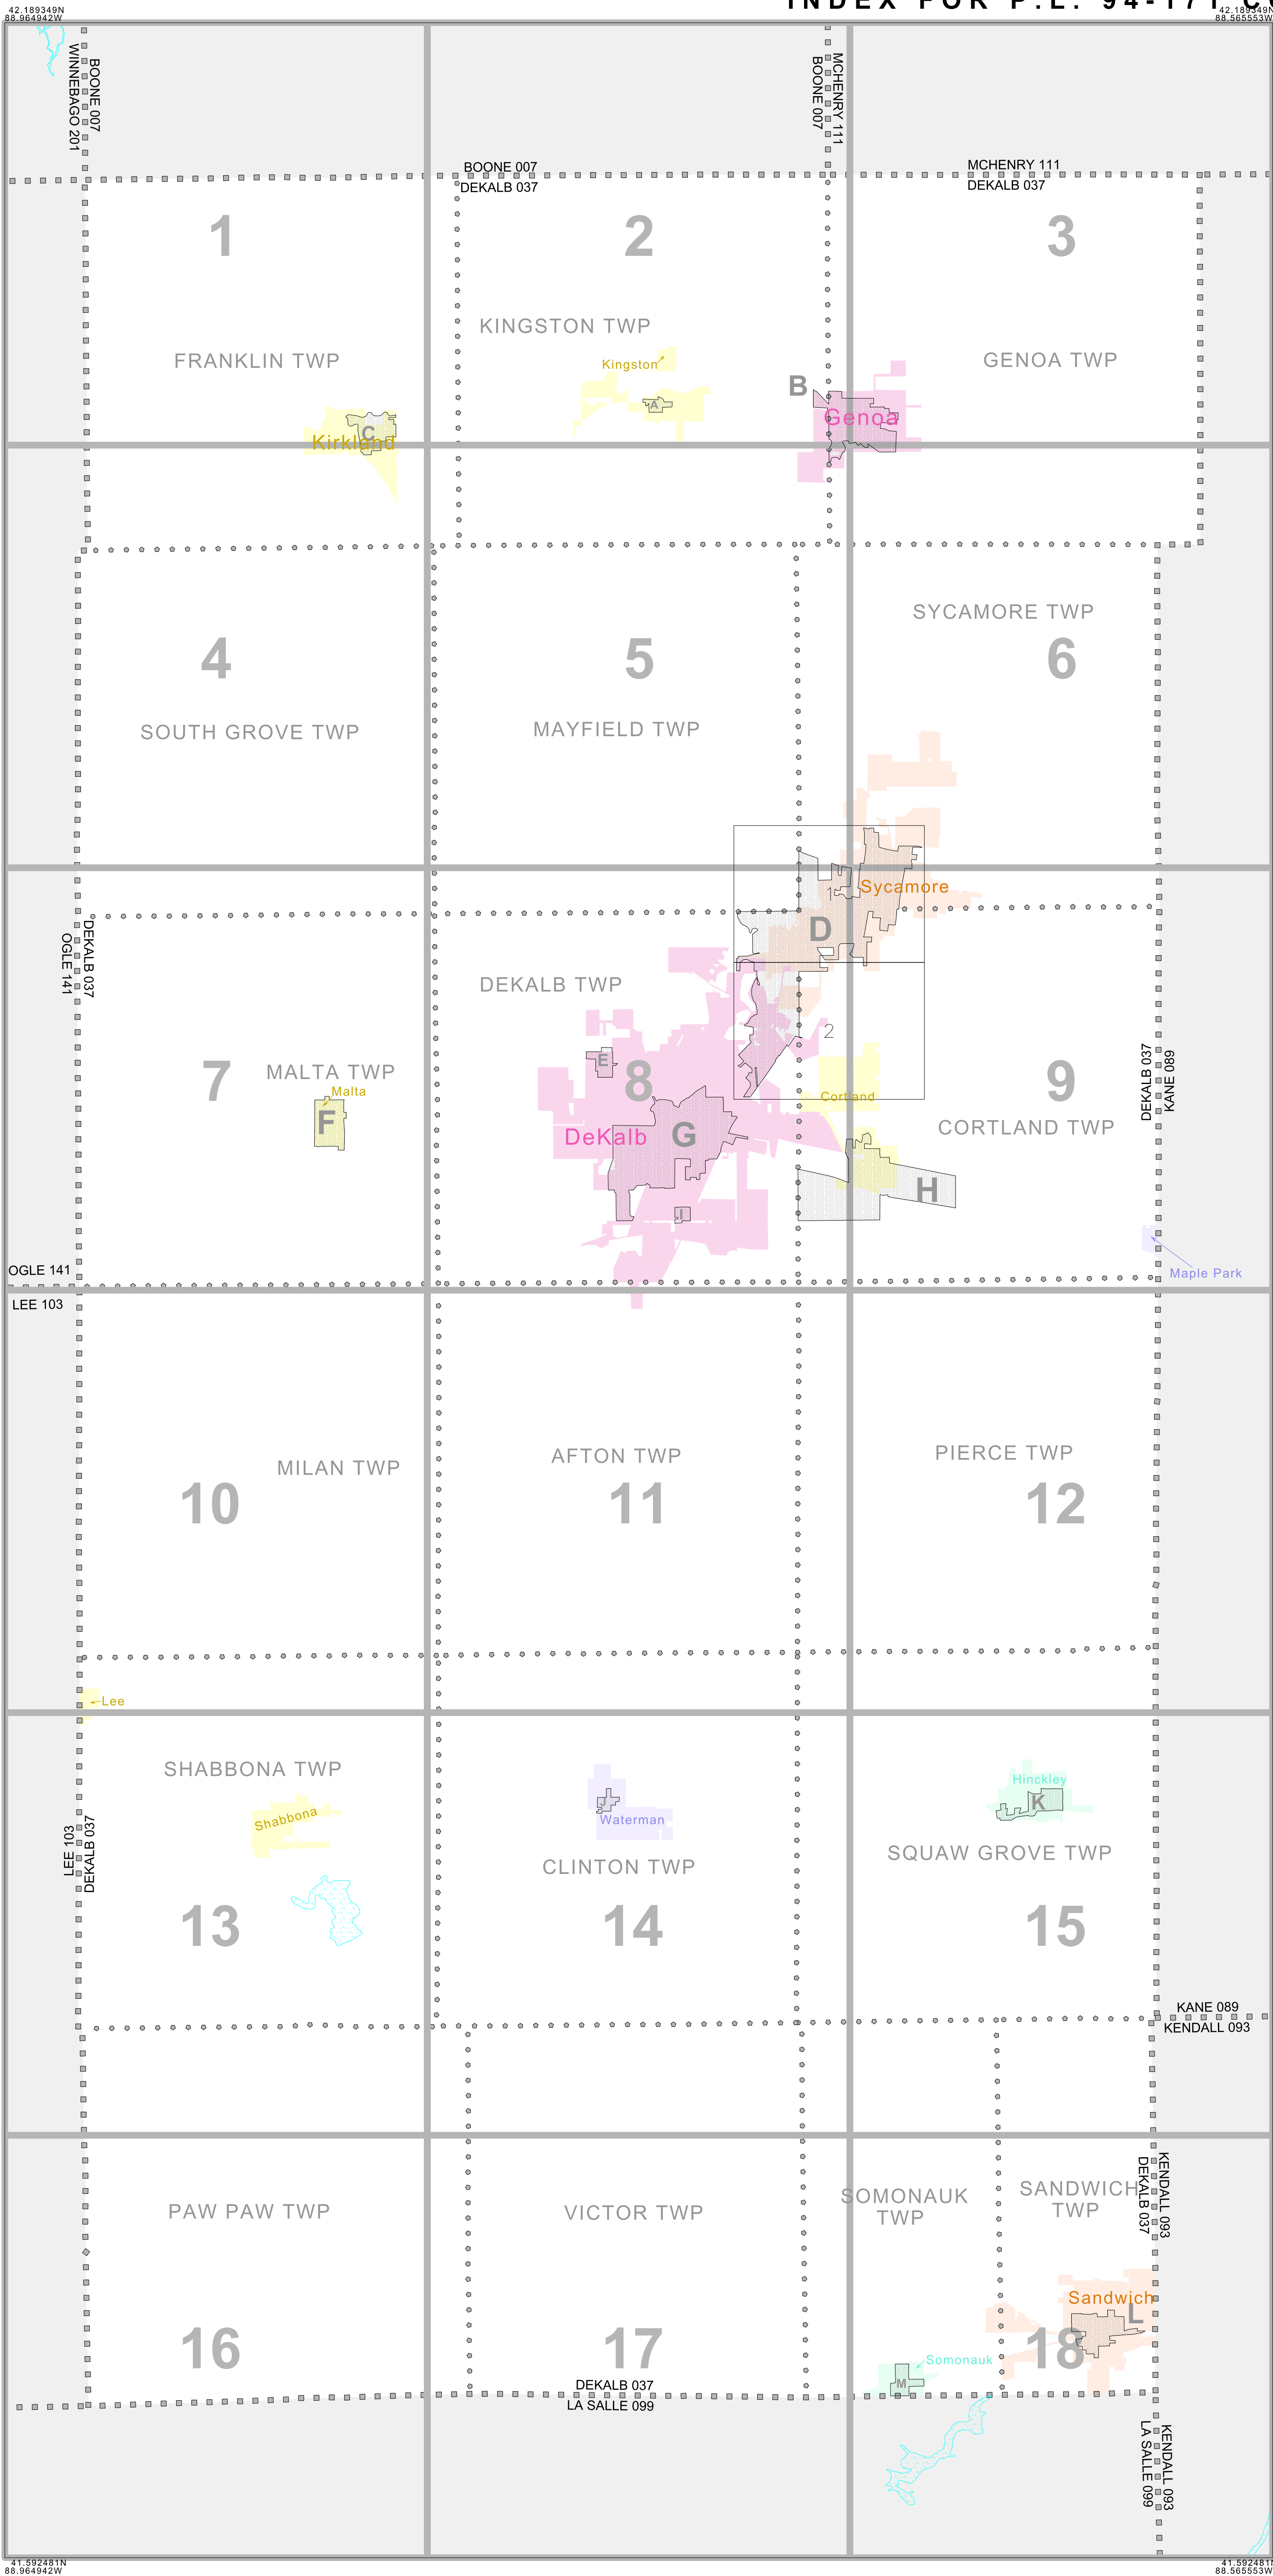 INDEX FOR P.L. 94-171
42.189349N
88.964942W
42.189349N
88.565553W
WINNEBAGO 201
BOONE 007
BOONE 007
MCHENRY 111
BOONE 007
DEKALB 037
MCHENRY 111
DEKALB 037
1
2
3
KINGSTON TWP
FRANKLIN TWP
GENOA TWP
Kingston
B
A
Genoa
C
Kirkland
SYCAMORE TWP
4
5
6
SOUTH GROVE TWP
MAYFIELD TWP
Sycamore
D
OGLE 141
DEKALB 037
DEKALB TWP
2
E
7
MALTA TWP
8
9
DEKALB 037
KANE 089
Malta
Cortland
F
DeKalb
G
CORTLAND TWP
H
I
OGLE 141
LEE 103
Maple Park
MILAN TWP
AFTON TWP
PIERCE TWP
10
11
12
Lee
SHABBONA TWP
Hinckley
Shabbona
J
K
Waterman
LEE 103
DEKALB 037
CLINTON TWP
SQUAW GROVE TWP
13
14
15
KANE 089
KENDALL 093
DEKALB 037
KENDALL 093
PAW PAW TWP
VICTOR TWP
SOMONAUK
TWP
SANDWICH
TWP
Sandwich
L
16
17
18
Somonauk
M
DEKALB 037
LA SALLE 099
LA SALLE 099
KENDALL 093
41.592481N
88.964942W
41.592481N
88.565553W